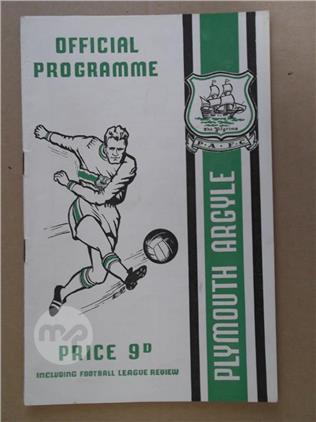 OFFICIAL
PROGRAMME
The Pilgrims
P.A.F.C.
PLYMOUTH ARGYLE
PRICE 9D
INCLUDING FOOTBALL LEAGUE REVIEW